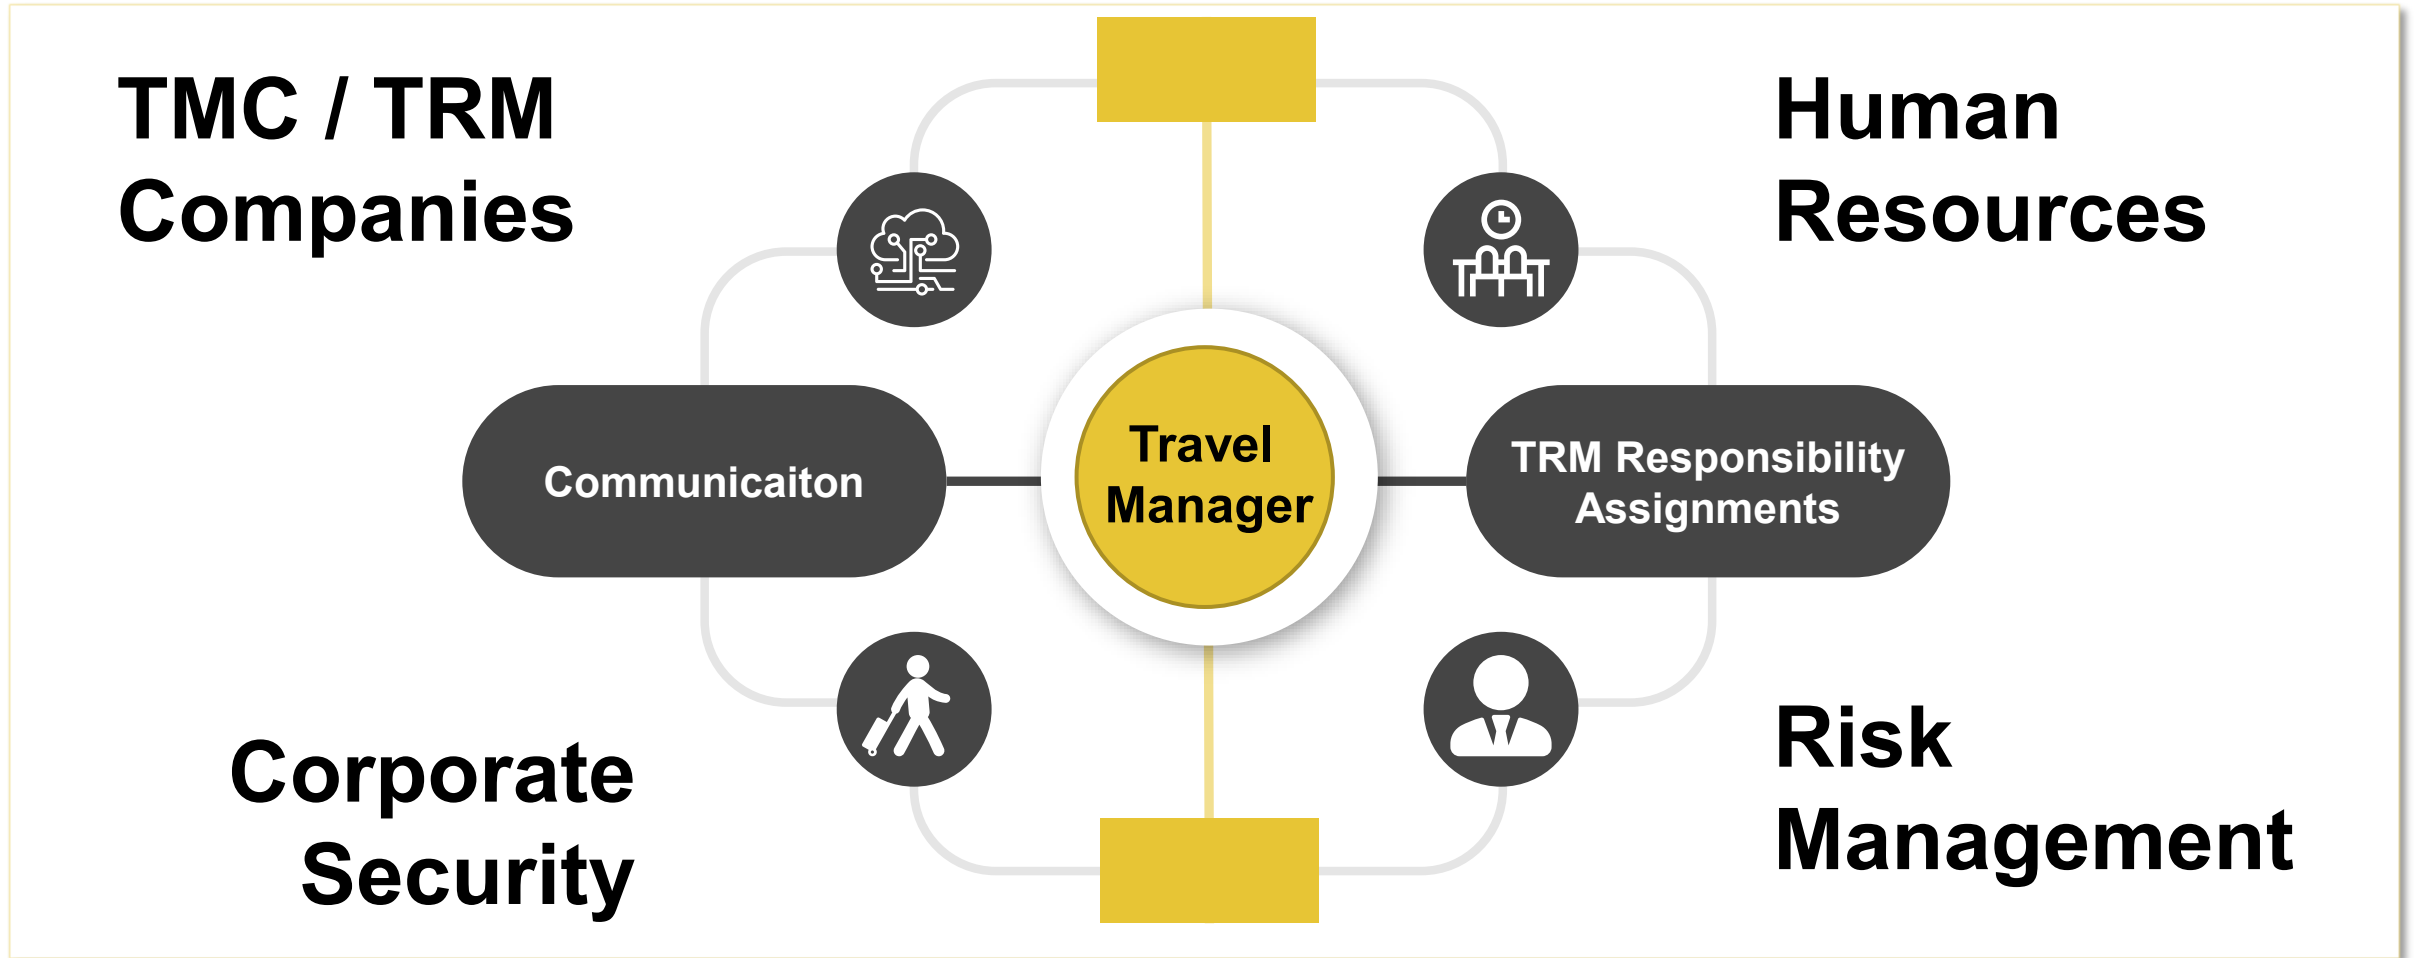 TMC / TRM
Companies
Human
Resources
Communicaiton
Travel
Manager
TRM Responsibility
Assignments
Corporate
Security
Risk
Management